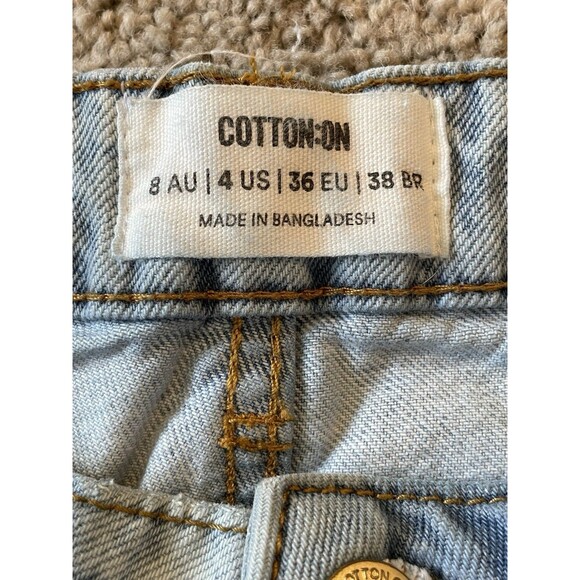 COTTON:ON
8 AU | 4 US | 36 EU | 38 BR
MADE IN BANGLADESH